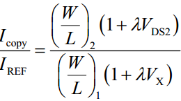 I_copy / I_REF = (W/L)_2 (1 + λV_DS2) / (W/L)_1 (1 + λV_X)